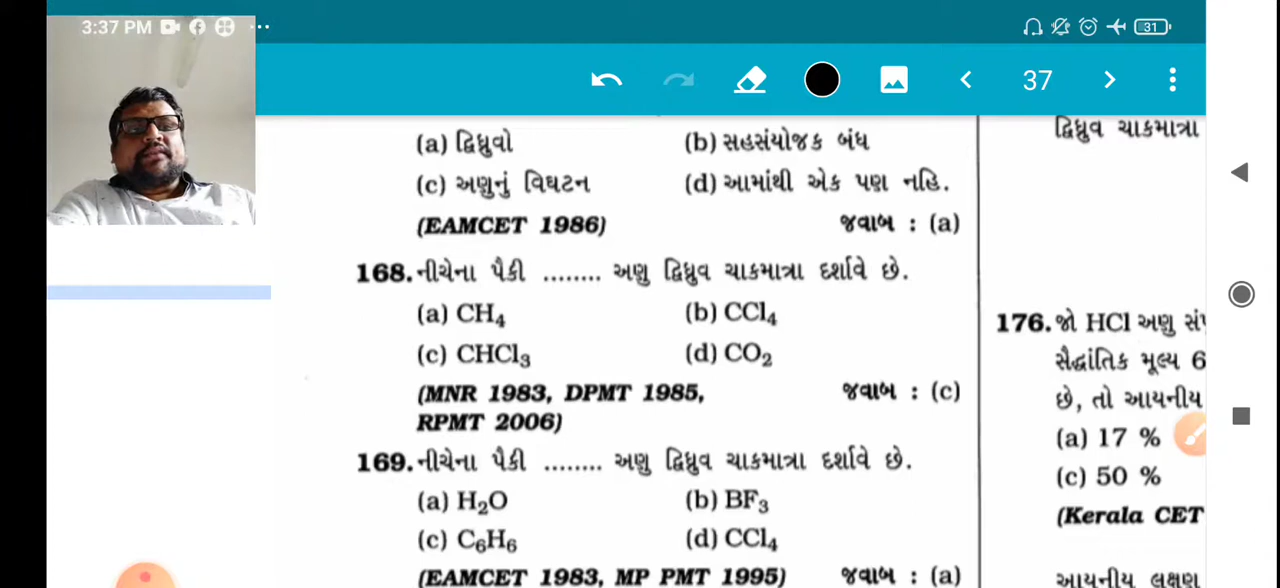 3:37 PM
31
37
(a) દ્વિધ્રુવો (b) સહસંયોજક બંધ
(c) અણુનું વિઘટન (d) આમાંથી એક પણ નહિ.
(EAMCET 1986) જવાબ : (a)
168. નીચેના પૈકી ........ અણુ દ્વિધ્રુવ ચાકમાત્રા દર્શાવે છે.
(a) CH₄ (b) CCl₄
(c) CHCl₃ (d) CO₂
(MNR 1983, DPMT 1985, જવાબ : (c)
RPMT 2006)
169. નીચેના પૈકી ........ અણુ દ્વિધ્રુવ ચાકમાત્રા દર્શાવે છે.
(a) H₂O (b) BF₃
(c) C₆H₆ (d) CCl₄
(EAMCET 1983, MP PMT 1995) જવાબ : (a)
દ્વિધ્રુવ ચાકમાત્રા
176. જો HCl અણુ
સૈદ્ધાંતિક મૂલ્ય 6
છે, તો આયનીય
(a) 17 %
(c) 50 %
(Kerala CET
આયનીય લક્ષણ